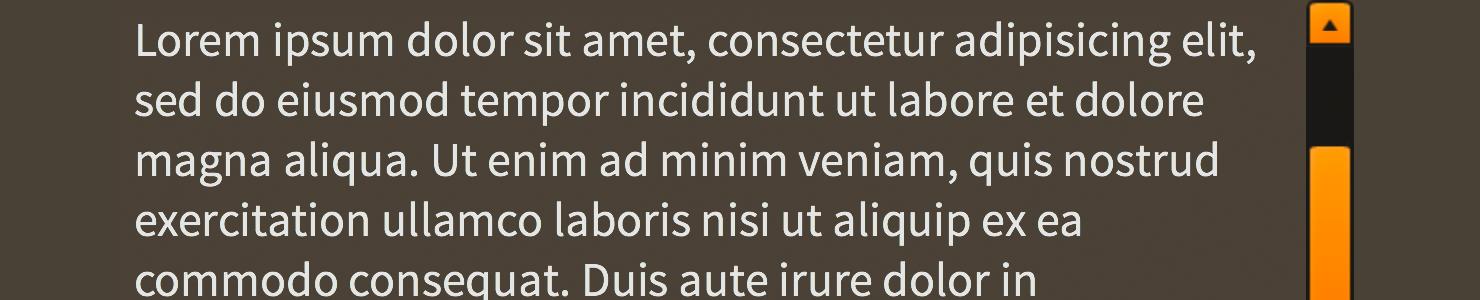 Lorem ipsum dolor sit amet, consectetur adipisicing elit,
sed do eiusmod tempor incididunt ut labore et dolore
magna aliqua. Ut enim ad minim veniam, quis nostrud
exercitation ullamco laboris nisi ut aliquip ex ea
commodo consequat. Duis aute irure dolor in